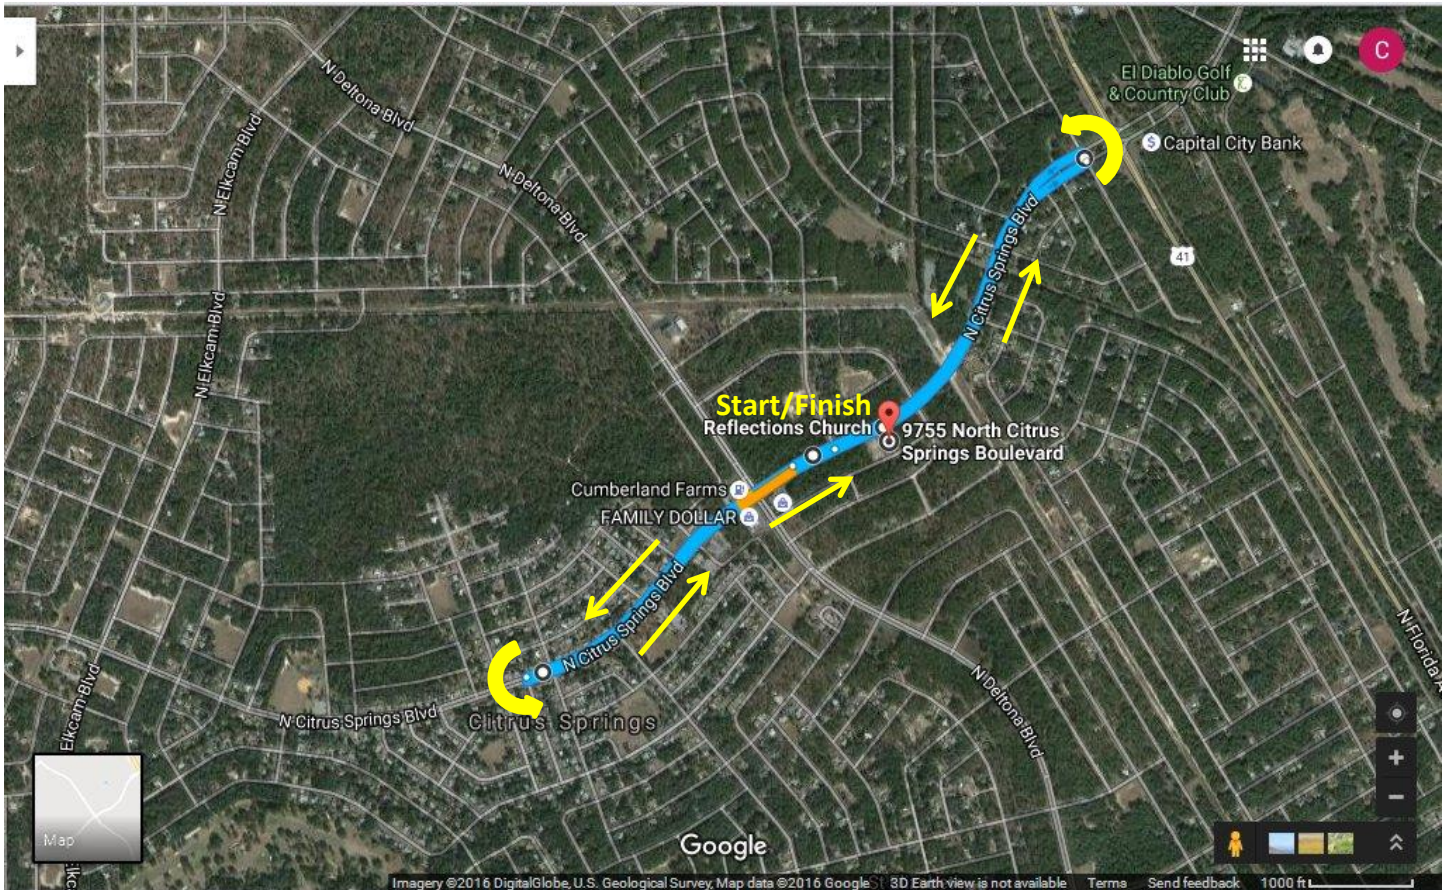 C
El Diablo Golf
& Country Club
Capital City Bank
N Deltona Blvd
N Elkcam Blvd
N Deltona Blvd
N Citrus Springs Blvd
41
N Elkcam Blvd
Start/Finish
Reflections Church
9755 North Citrus
Springs Boulevard
Cumberland Farms
FAMILY DOLLAR
N Citrus Springs Blvd
N Deltona Blvd
N Florida A
N Citrus Springs Blvd
Citrus Springs
Elkcam Blvd
Map
Google
Imagery ©2016 DigitalGlobe, U.S. Geological Survey, Map data ©2016 Google 3D Earth view is not available Terms Send feedback 1000 ft